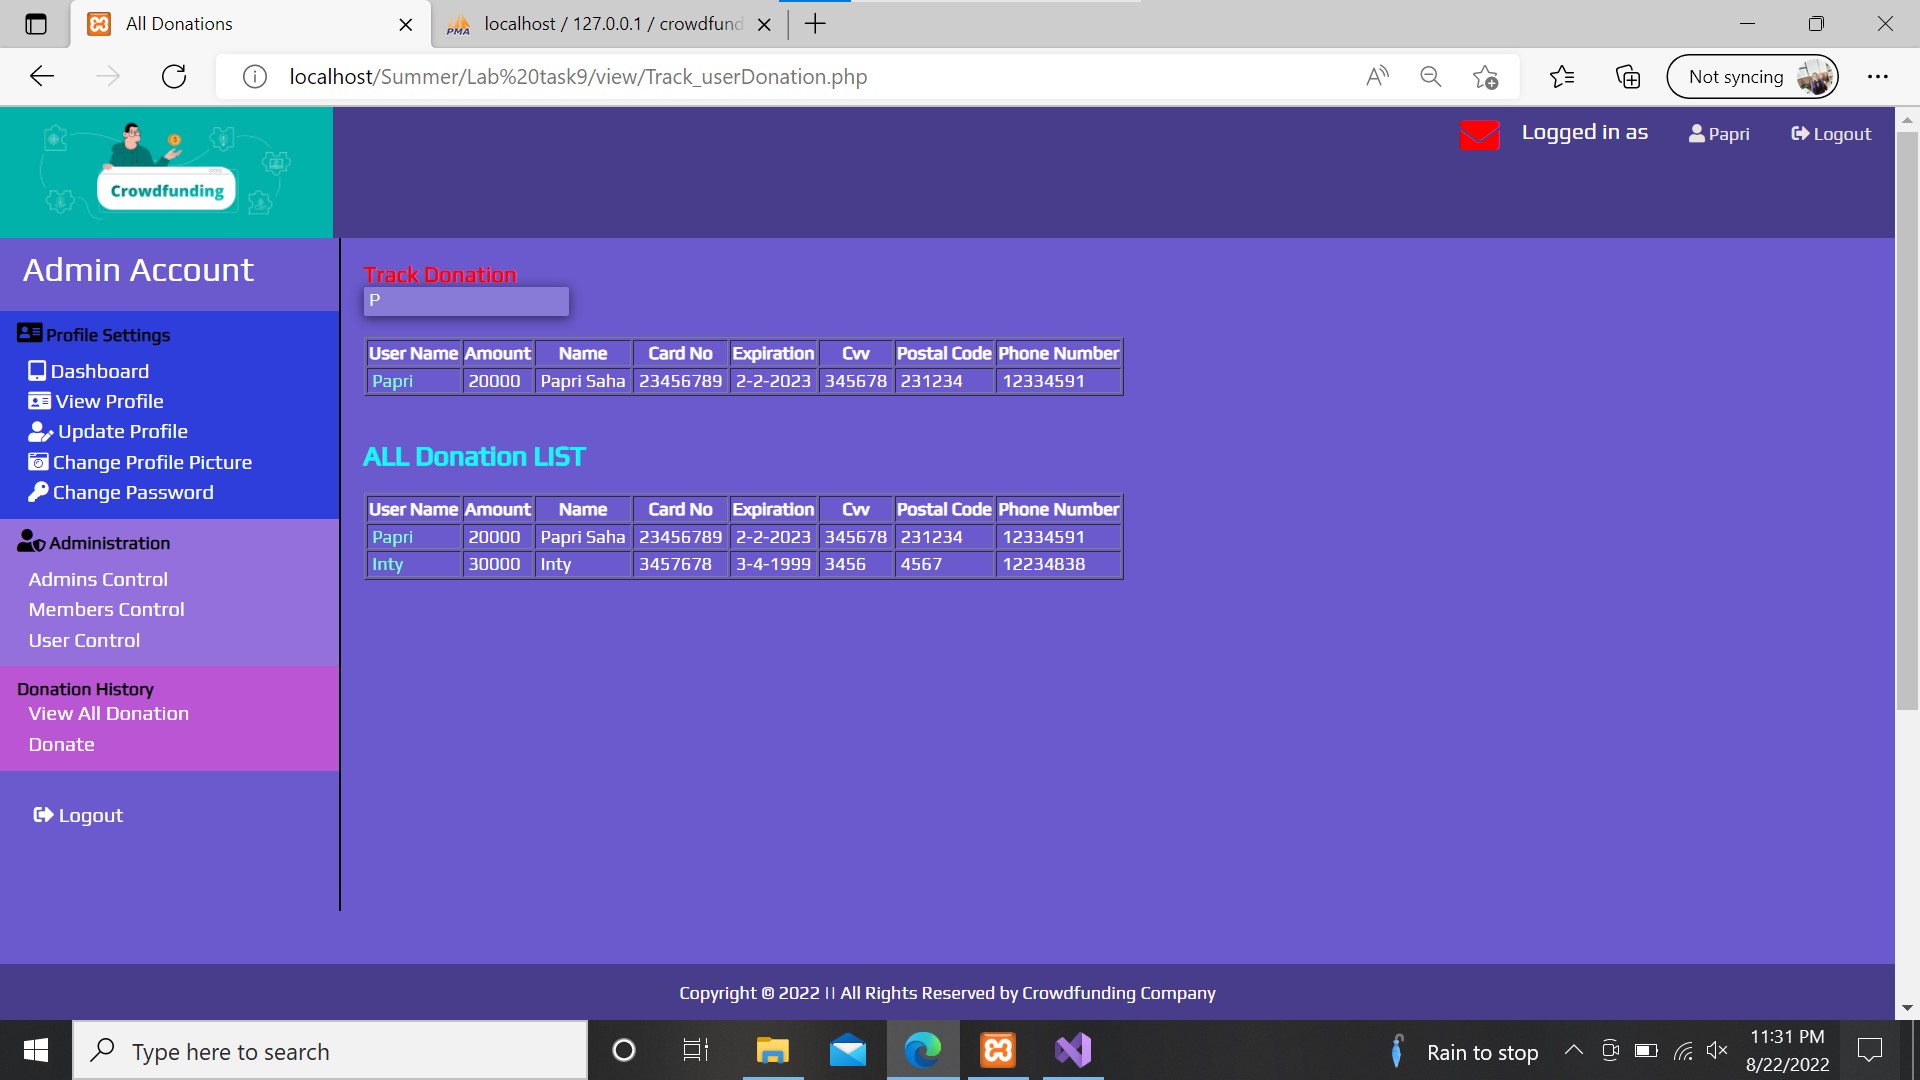 All Donations
localhost / 127.0.0.1 / crowdfund
localhost/Summer/Lab%20task9/view/Track_userDonation.php
Not syncing
Crowdfunding
Logged in as Papri Logout
Admin Account
Profile Settings
Dashboard
View Profile
Update Profile
Change Profile Picture
Change Password
Administration
Admins Control
Members Control
User Control
Donation History
View All Donation
Donate
Logout
Track Donation
P
User Name Amount Name Card No Expiration Cvv Postal Code Phone Number
Papri 20000 Papri Saha 23456789 2-2-2023 345678 231234 12334591
ALL Donation LIST
User Name Amount Name Card No Expiration Cvv Postal Code Phone Number
Papri 20000 Papri Saha 23456789 2-2-2023 345678 231234 12334591
Inty 30000 Inty 3457678 3-4-1999 3456 4567 12234838
Copyright © 2022 || All Rights Reserved by Crowdfunding Company
Type here to search
Rain to stop
11:31 PM
8/22/2022